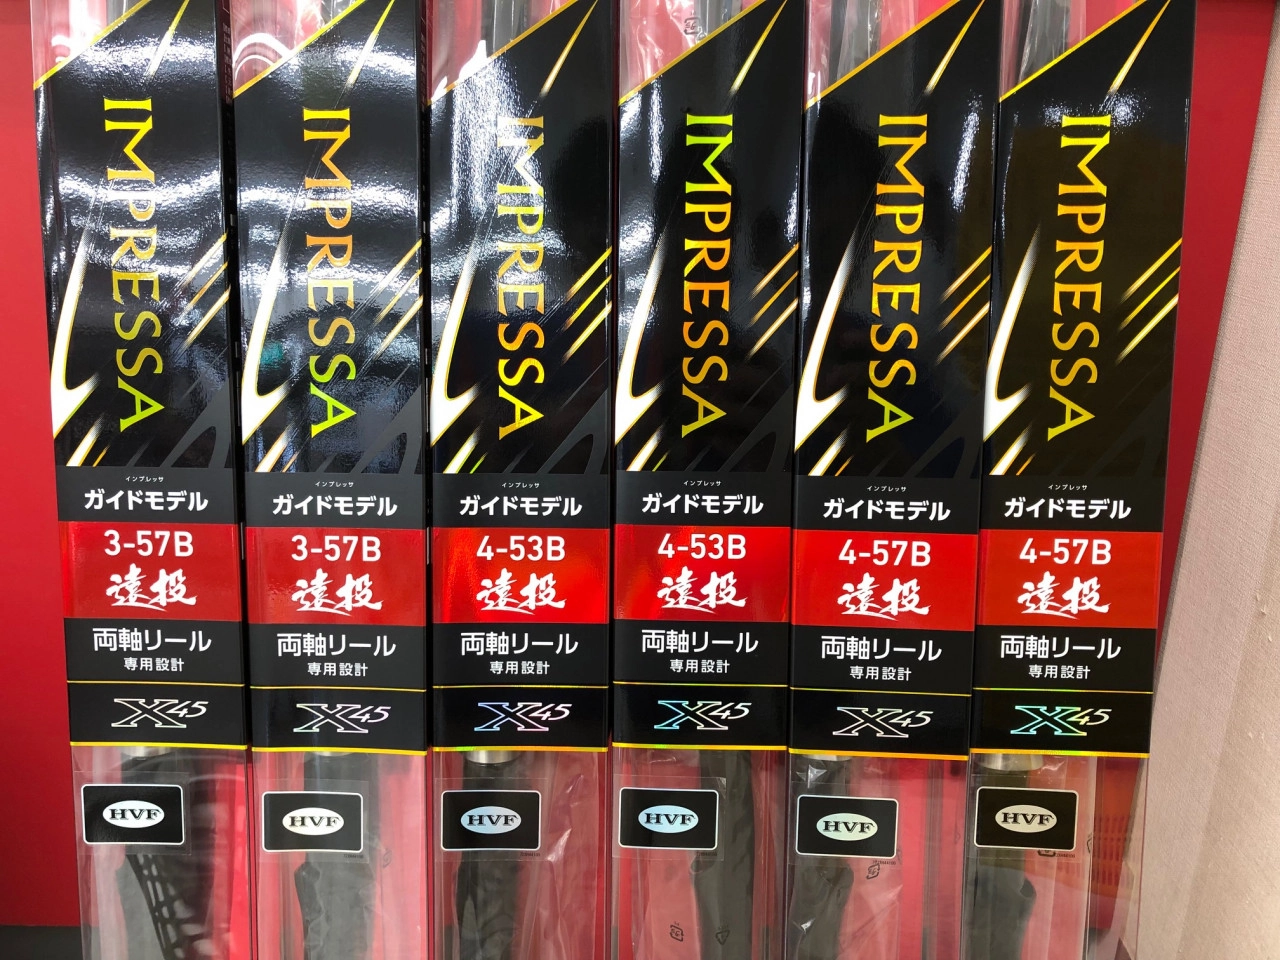 IMPRESSA
インプレッサ
ガイドモデル
3-57B
遠投
両軸リール
専用設計
X45
HVF
IMPRESSA
ガイドモデル
3-57B
遠投
両軸リール
専用設計
X45
HVF
IMPRESSA
インプレッサ
ガイドモデル
4-53B
遠投
両軸リール
専用設計
X45
HVF
IMPRESSA
インプレッサ
ガイドモデル
4-53B
遠投
両軸リール
専用設計
X45
HVF
IMPRESSA
インプレッサ
ガイドモデル
4-57B
遠投
両軸リール
専用設計
X45
HVF
IMPRESSA
インプレッサ
ガイドモデル
4-57B
遠投
両軸リール
専用設計
X45
HVF